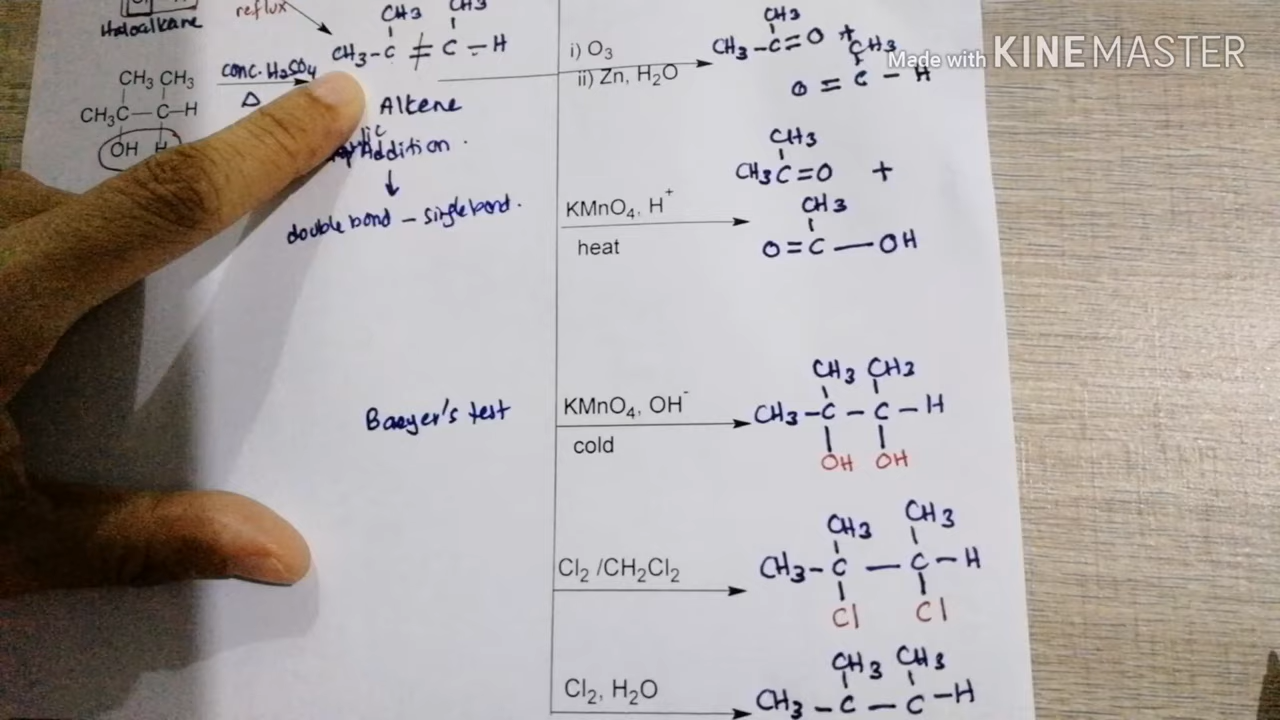 Haloalkane
reflux
CH3 CH3
CH3-C=C-H
Alkene
CH3 CH3
CH3C-C-H
OH H
conc. H2SO4
Δ
Addition.
↓
double bond - single bond.
i) O3
ii) Zn, H2O
CH3
CH3-C=O +
CH3
O=C-H
Made with KINEMASTER
KMnO4, H+
heat
CH3
CH3C=O +
CH3
O=C-OH
Baeyer's test
KMnO4, OH-
cold
CH3 CH3
CH3-C-C-H
OH OH
Cl2 /CH2Cl2
CH3 CH3
CH3-C-C-H
Cl Cl
Cl2, H2O
CH3 CH3
CH3-C-C-H